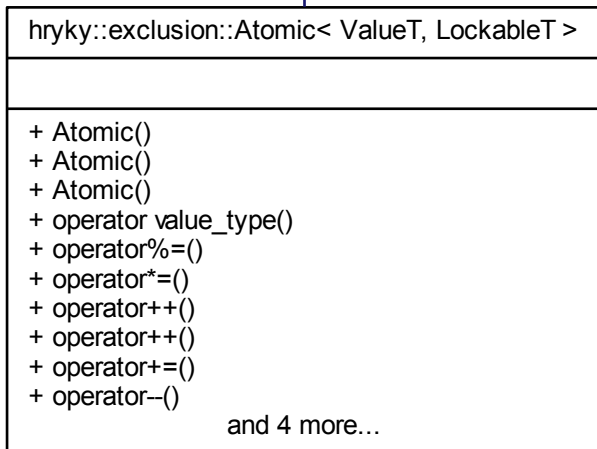 hryky::exclusion::Atomic< ValueT, LockableT >
+ Atomic()
+ Atomic()
+ Atomic()
+ operator value_type()
+ operator%=()
+ operator*=()
+ operator++()
+ operator++()
+ operator+=()
+ operator--()
and 4 more...